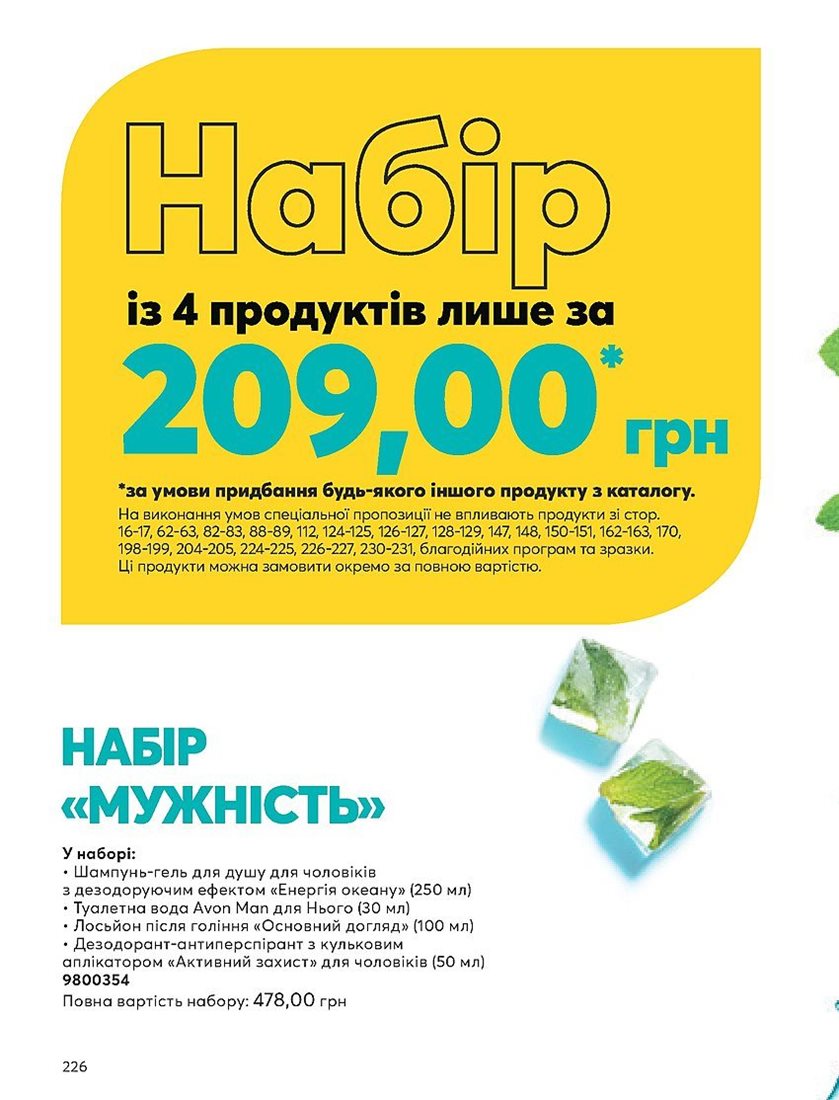 Набір
із 4 продуктів лише за
209,00* грн
*за умови придбання будь-якого іншого продукту з каталогу.
На виконання умов спеціальної пропозиції не впливають продукти зі стор.
16-17, 62-63, 82-83, 88-89, 112, 124-125, 126-127, 128-129, 147, 148, 150-151, 162-163, 170,
198-199, 204-205, 224-225, 226-227, 230-231, благодійних програм та зразки.
Ці продукти можна замовити окремо за повною вартістю.
НАБІР
«МУЖНІСТЬ»
У наборі:
• Шампунь-гель для душу для чоловіків
з дезодоруючим ефектом «Енергія океану» (250 мл)
• Туалетна вода Avon Man для Нього (30 мл)
• Лосьйон після гоління «Основний догляд» (100 мл)
• Дезодорант-антиперспірант з кульковим
аплікатором «Активний захист» для чоловіків (50 мл)
9800354
Повна вартість набору: 478,00 грн
226